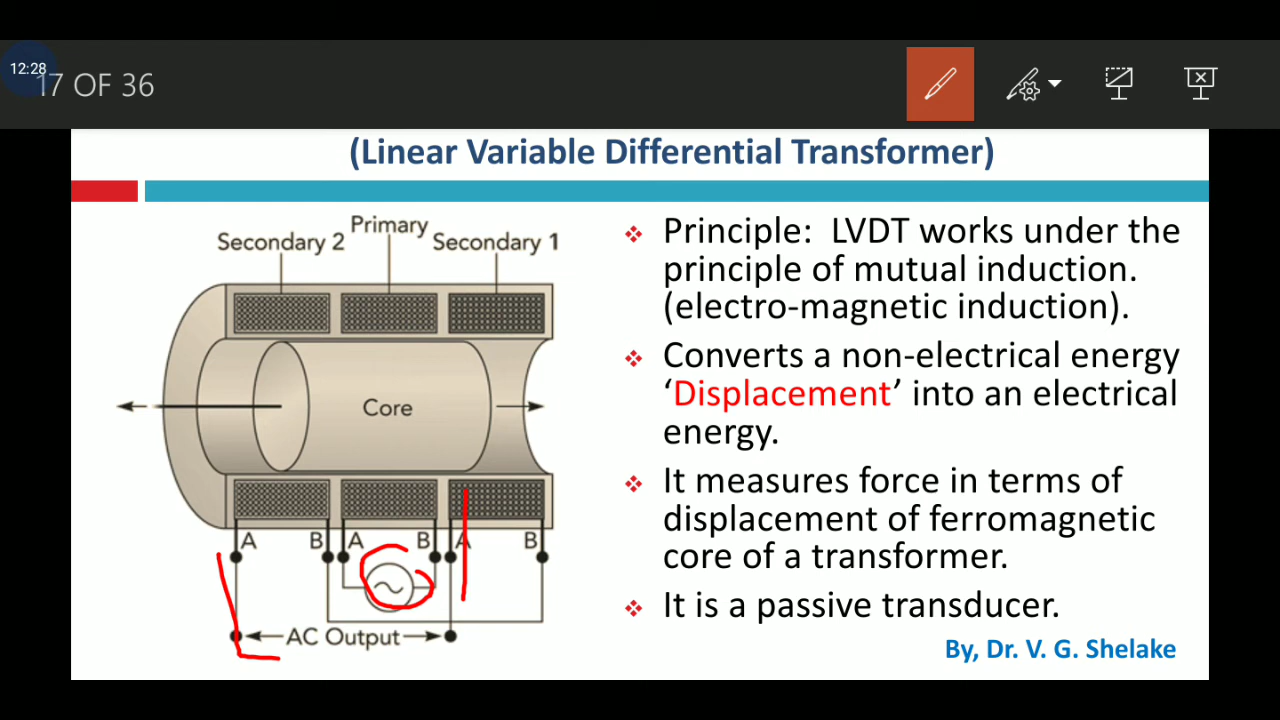 12:28
17 OF 36
(Linear Variable Differential Transformer)
Primary
Secondary 2
Secondary 1
Core
A B A B A B
AC Output
❖ Principle: LVDT works under the
principle of mutual induction.
(electro-magnetic induction).
❖ Converts a non-electrical energy
‘Displacement’ into an electrical
energy.
❖ It measures force in terms of
displacement of ferromagnetic
core of a transformer.
❖ It is a passive transducer.
By, Dr. V. G. Shelake